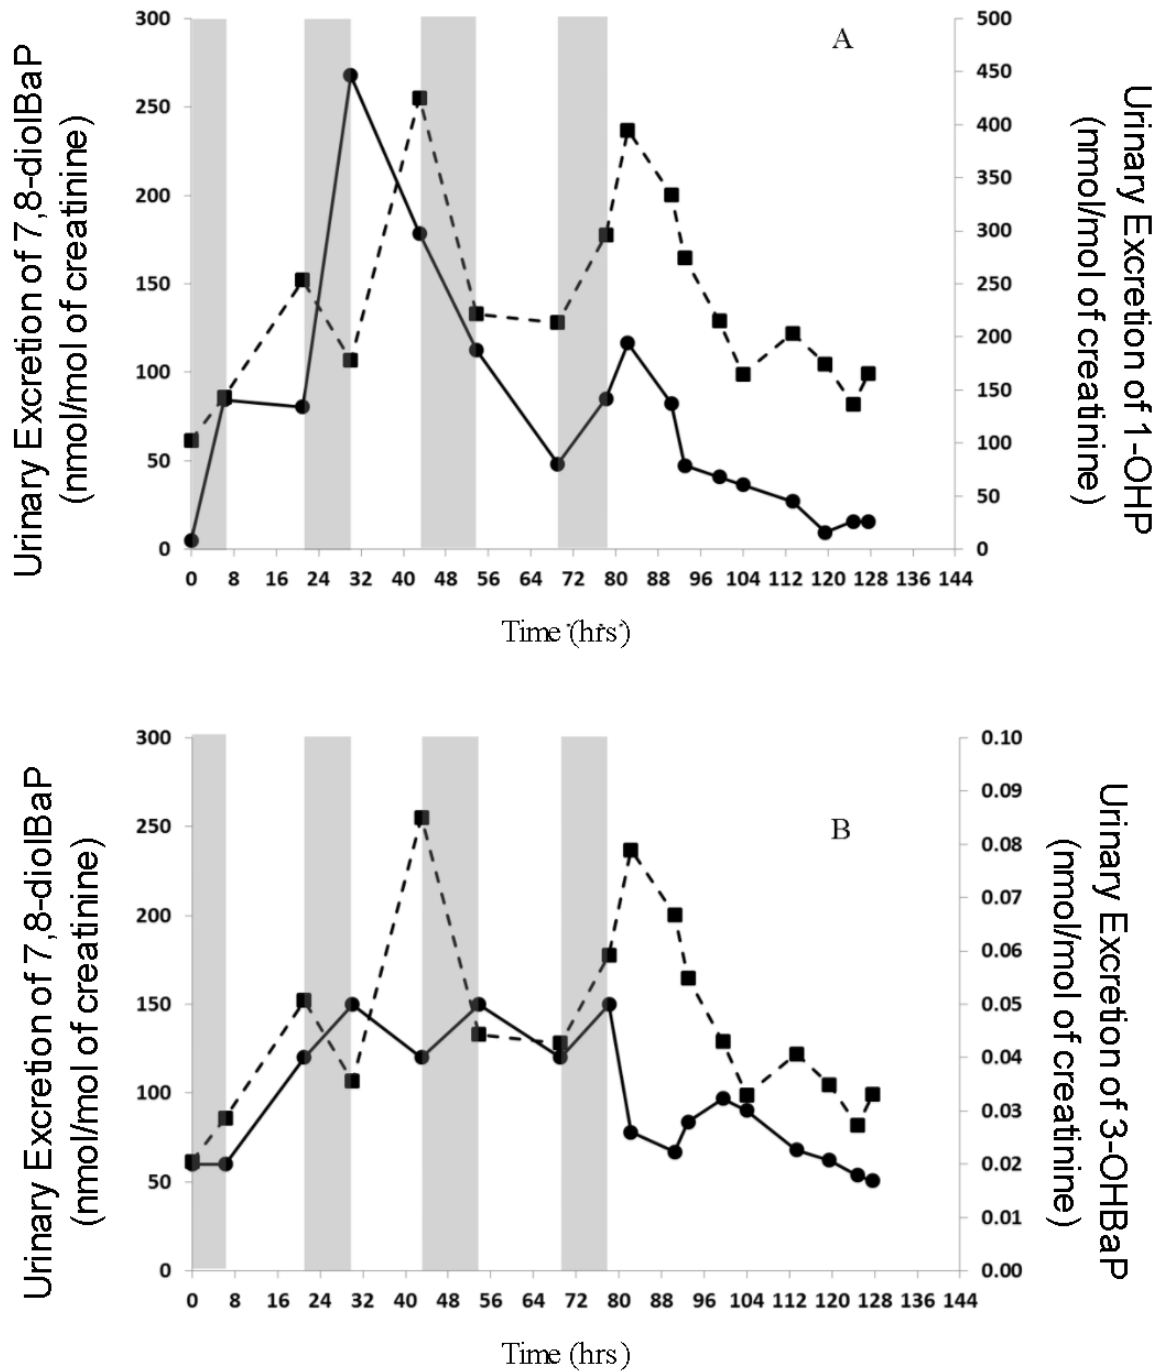 Urinary Excretion of 7,8-diolBaP
(nmol/mol of creatinine)
300
250
200
150
100
50
0
A
500
450
400
350
300
250
200
150
100
50
0
Urinary Excretion of 1-OHP
(nmol/mol of creatinine)
0 8 16 24 32 40 48 56 64 72 80 88 96 104 112 120 128 136 144
Time (hrs)
Urinary Excretion of 7,8-diolBaP
(nmol/mol of creatinine)
300
250
200
150
100
50
0
B
0.10
0.09
0.08
0.07
0.06
0.05
0.04
0.03
0.02
0.01
0.00
Urinary Excretion of 3-OHBaP
(nmol/mol of creatinine)
0 8 16 24 32 40 48 56 64 72 80 88 96 104 112 120 128 136 144
Time (hrs)